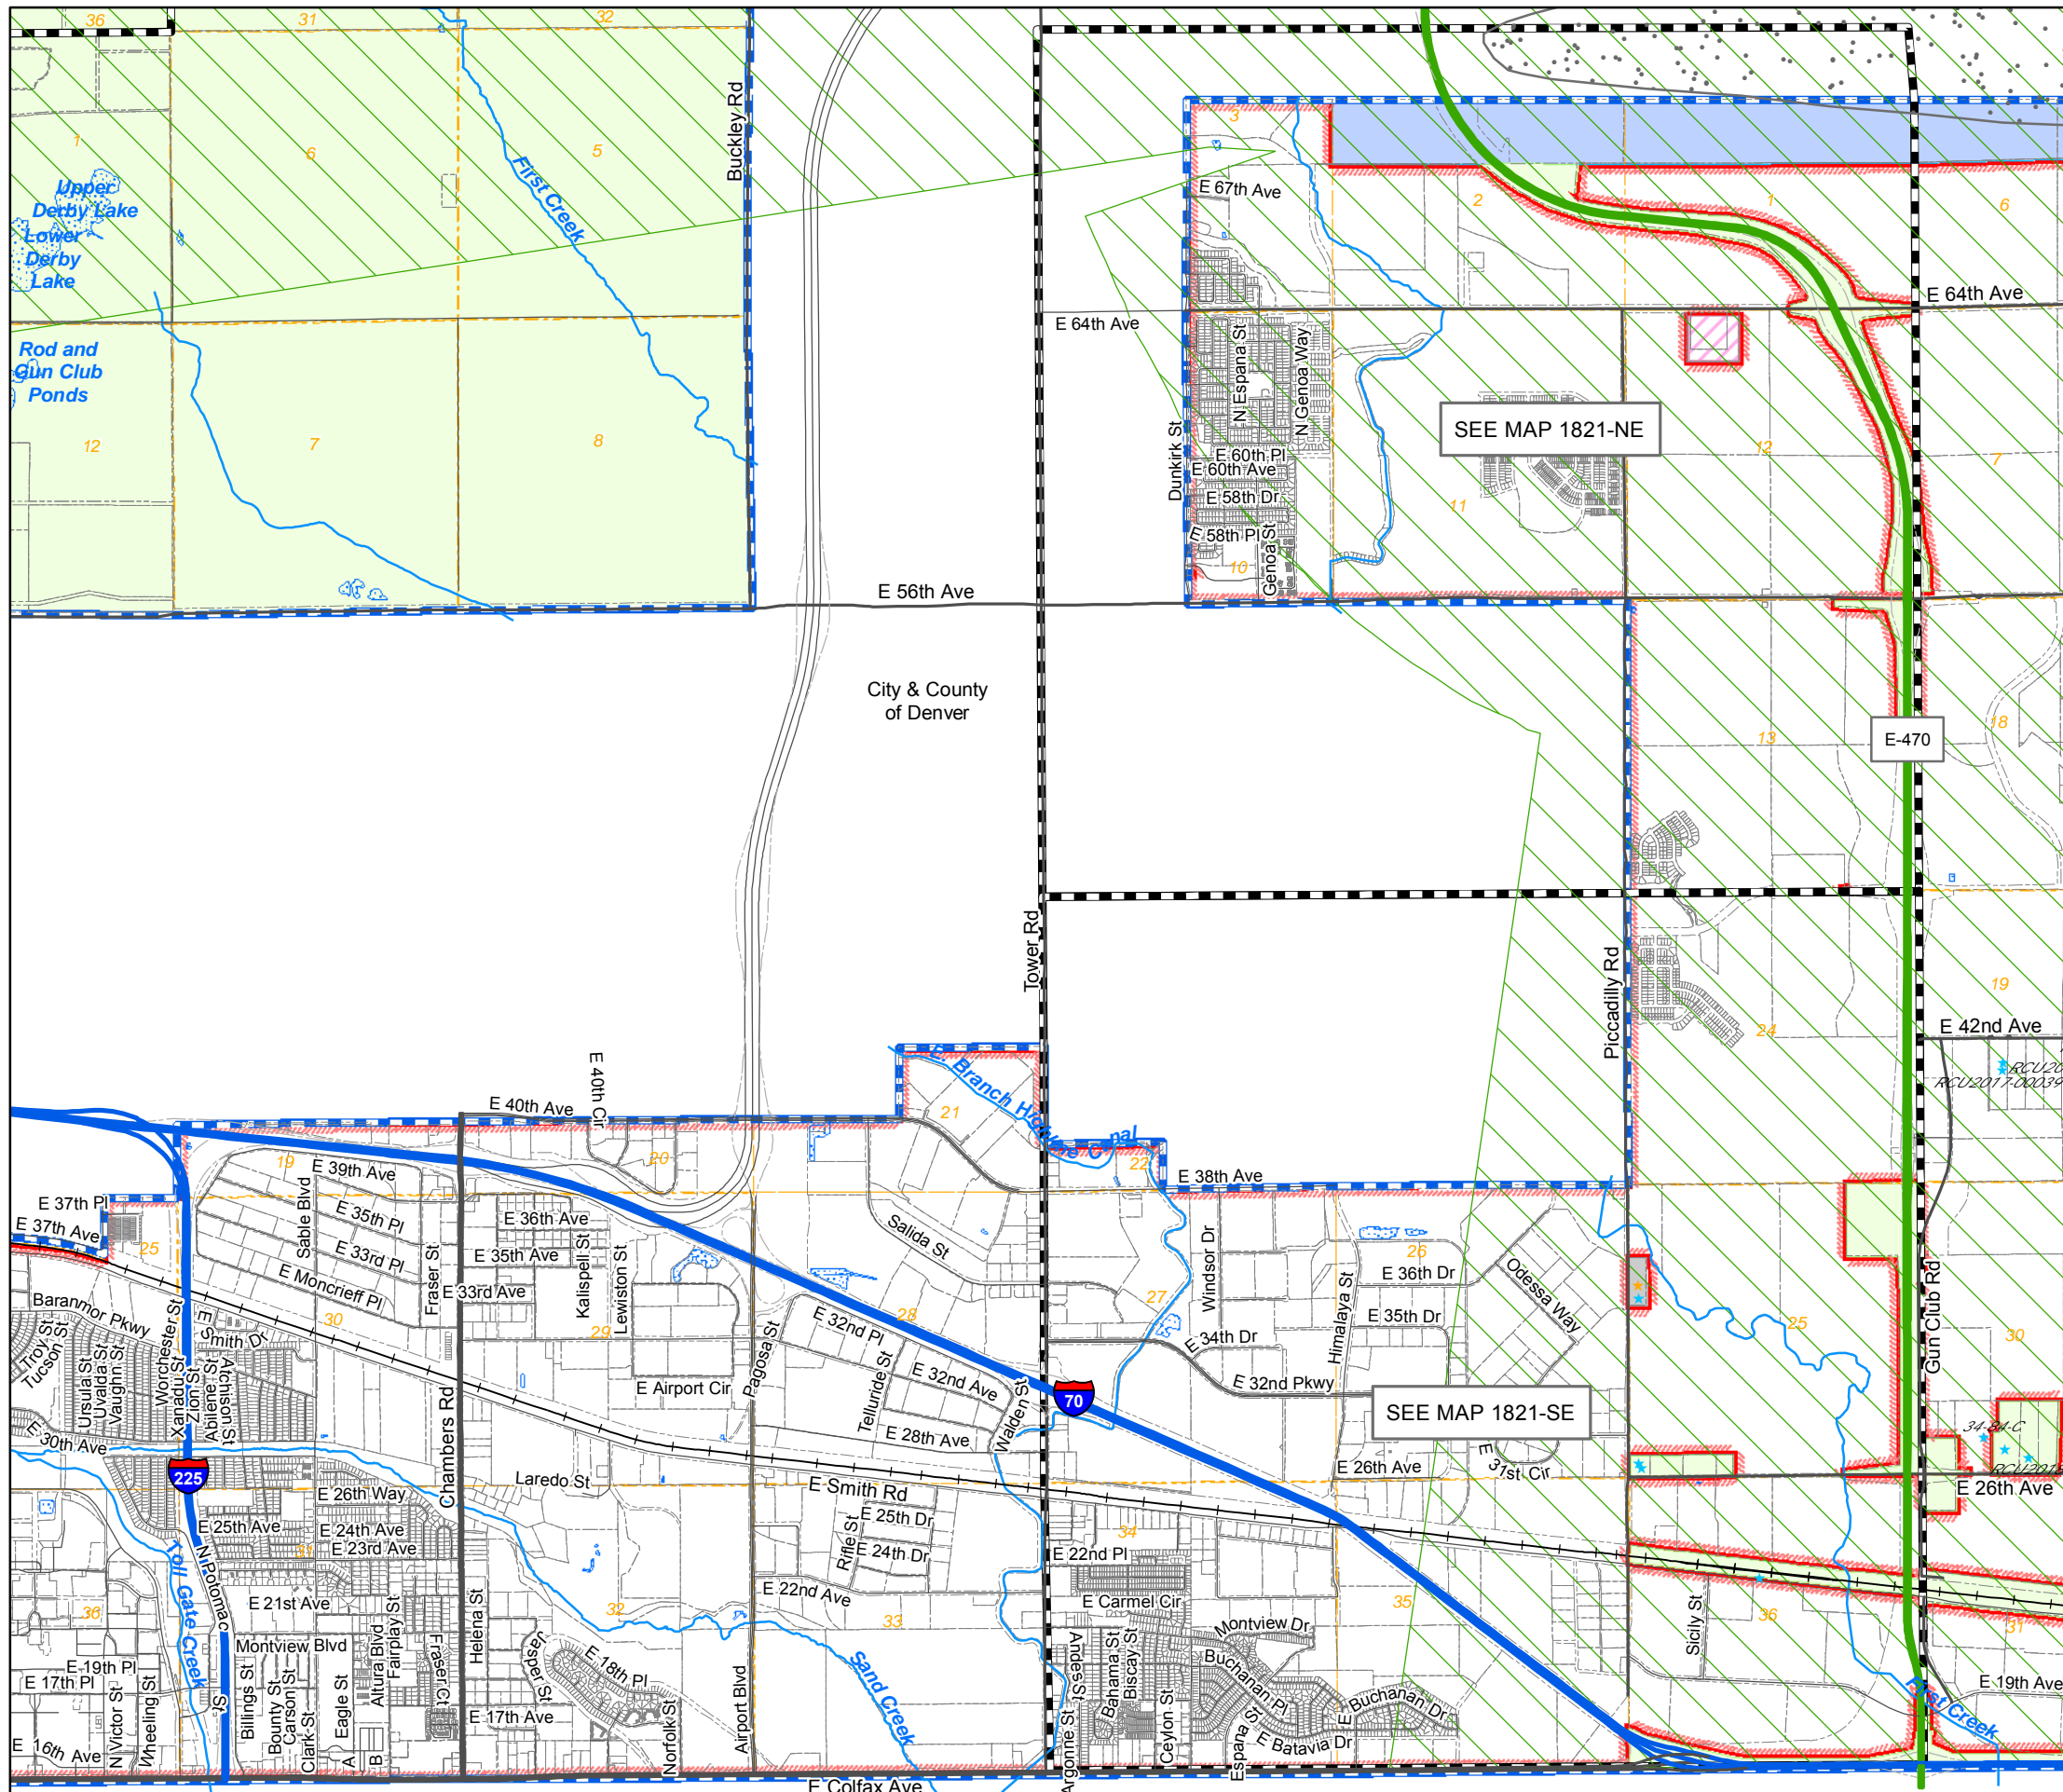 36
31
32
1
6
5
Buckley Rd
First Creek
Upper
Derby Lake
Lower
Derby
Lake
3
E 67th Ave
2
1
6
E 64th Ave
E 64th Ave
Rod and
Gun Club
Ponds
12
7
8
N Espana St
N Genoa Way
Dunkirk St
SEE MAP 1821-NE
12
7
E 60th Pl
E 60th Ave
E 58th Dr
E 58th Pl
Genoa St
10
11
E 56th Ave
City & County
of Denver
13
18
E-470
Tower Rd
Piccadilly Rd
19
24
E 42nd Ave
RCU20
RCU2017-00039
E 40th Ave
E 40th Cir
21
E. Branch Highline Canal
22
E 38th Ave
19
E 39th Ave
20
E 37th Pl
E 37th Ave
25
Sable Blvd
E 35th Pl
E 33rd Pl
E Moncrieff Pl
Fraser St
E 36th Ave
E 35th Ave
E 33rd Ave
Kalispell St
Lewiston St
29
Salida St
28
27
Windsor Dr
26
E 36th Dr
E 35th Dr
Odessa Way
Himalaya St
E 34th Dr
E 32nd Pkwy
25
Gun Club Rd
30
Baranmor Pkwy
Troy St
Tucson St
Ursula St
Uvalda St
Vaughn St
Worchester St
Xanadu St
Zion St
Abilene St
Atchison St
E Smith Dr
30
Chambers Rd
E Airport Cir
Pagosa St
E 32nd Pl
E 32nd Ave
Telluride St
E 28th Ave
Walden St
70
SEE MAP 1821-SE
E 31st Cir
E 26th Ave
34-84-C
RCU2018
E 26th Ave
E 30th Ave
225
Laredo St
E Smith Rd
E 26th Way
E 25th Ave
E 24th Ave
E 23rd Ave
31
N Potomac St
Toll Gate Creek
E 25th Dr
E 24th Dr
Rifle St
E 22nd Ave
34
E 22nd Pl
E Carmel Cir
35
36
Sicily St
31
36
E 21st Ave
32
33
Montview Blvd
Montview Dr
E 19th Pl
E 17th Pl
E 16th Ave
N Victor St
Wheeling St
Billings St
Bounty St
Carson St
Clark St
Eagle St
A
B
Altura Blvd
Fairplay St
Fraser Ct
Helena St
Jasper St
E 18th Pl
E 17th Ave
Norfolk St
Airport Blvd
Sand Creek
Argonne St
Andes St
Bahama St
Biscay St
Ceylon St
Buchanan Pl
E Buchanan Dr
Espana St
E Batavia Dr
First Creek
E 19th Ave
E Colfax Ave